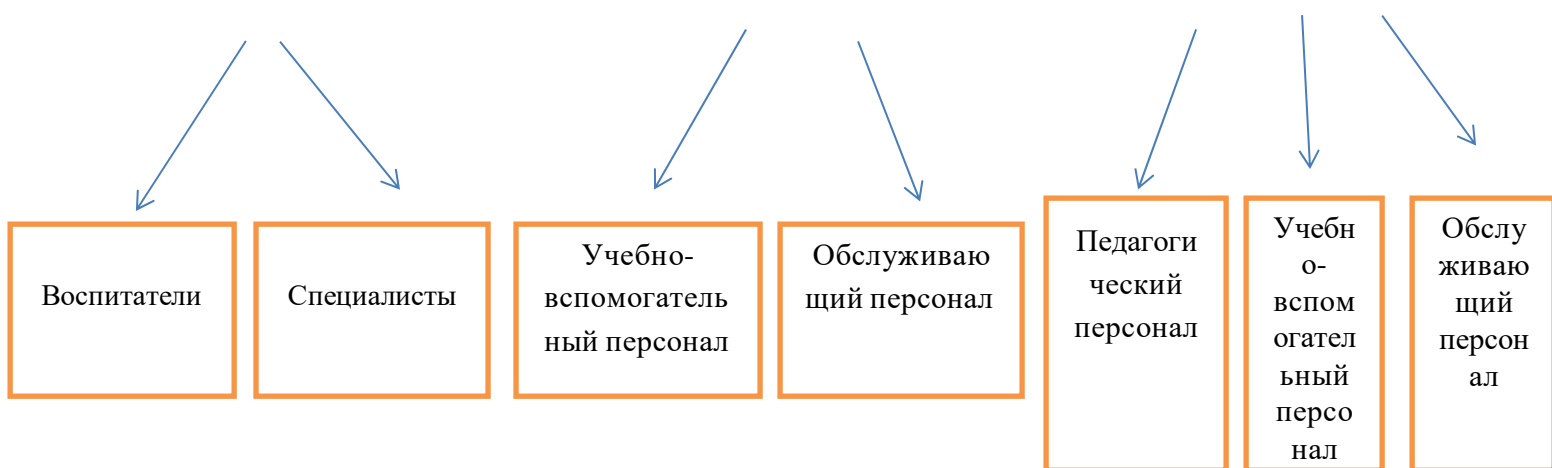 Воспитатели
Специалисты
Учебно-
вспомогатель
ный персонал
Обслуживаю
щий персонал
Педагоги
ческий
персонал
Учебн
о-
вспом
огател
ьный
персо
нал
Обслу
живаю
щий
персон
ал